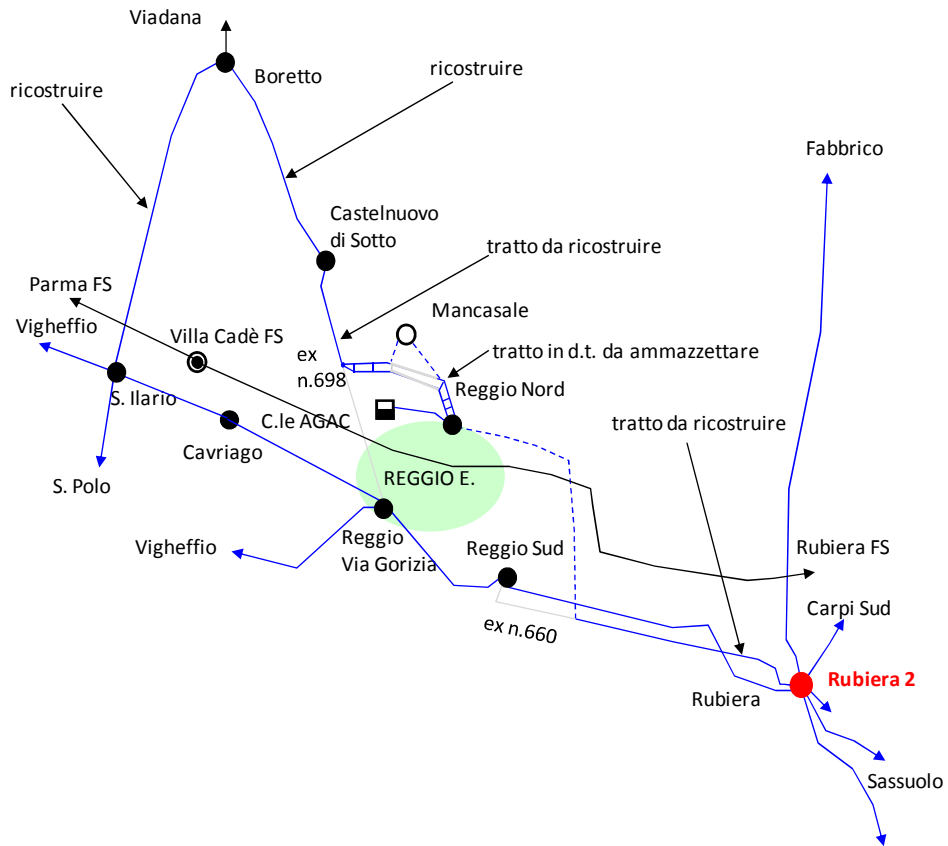 Viadana
Boretto
ricostruire
ricostruire
Fabbrico
Castelnuovo
di Sotto
tratto da ricostruire
Parma FS
Mancasale
Vigheffio
Villa Cadè FS
ex
n.698
tratto in d.t. da ammazzettare
Reggio Nord
S. Ilario
C.le AGAC
tratto da ricostruire
Cavriago
S. Polo
REGGIO E.
Reggio
Via Gorizia
Vigheffio
Reggio Sud
Rubiera FS
ex n.660
Carpi Sud
Rubiera 2
Rubiera
Sassuolo